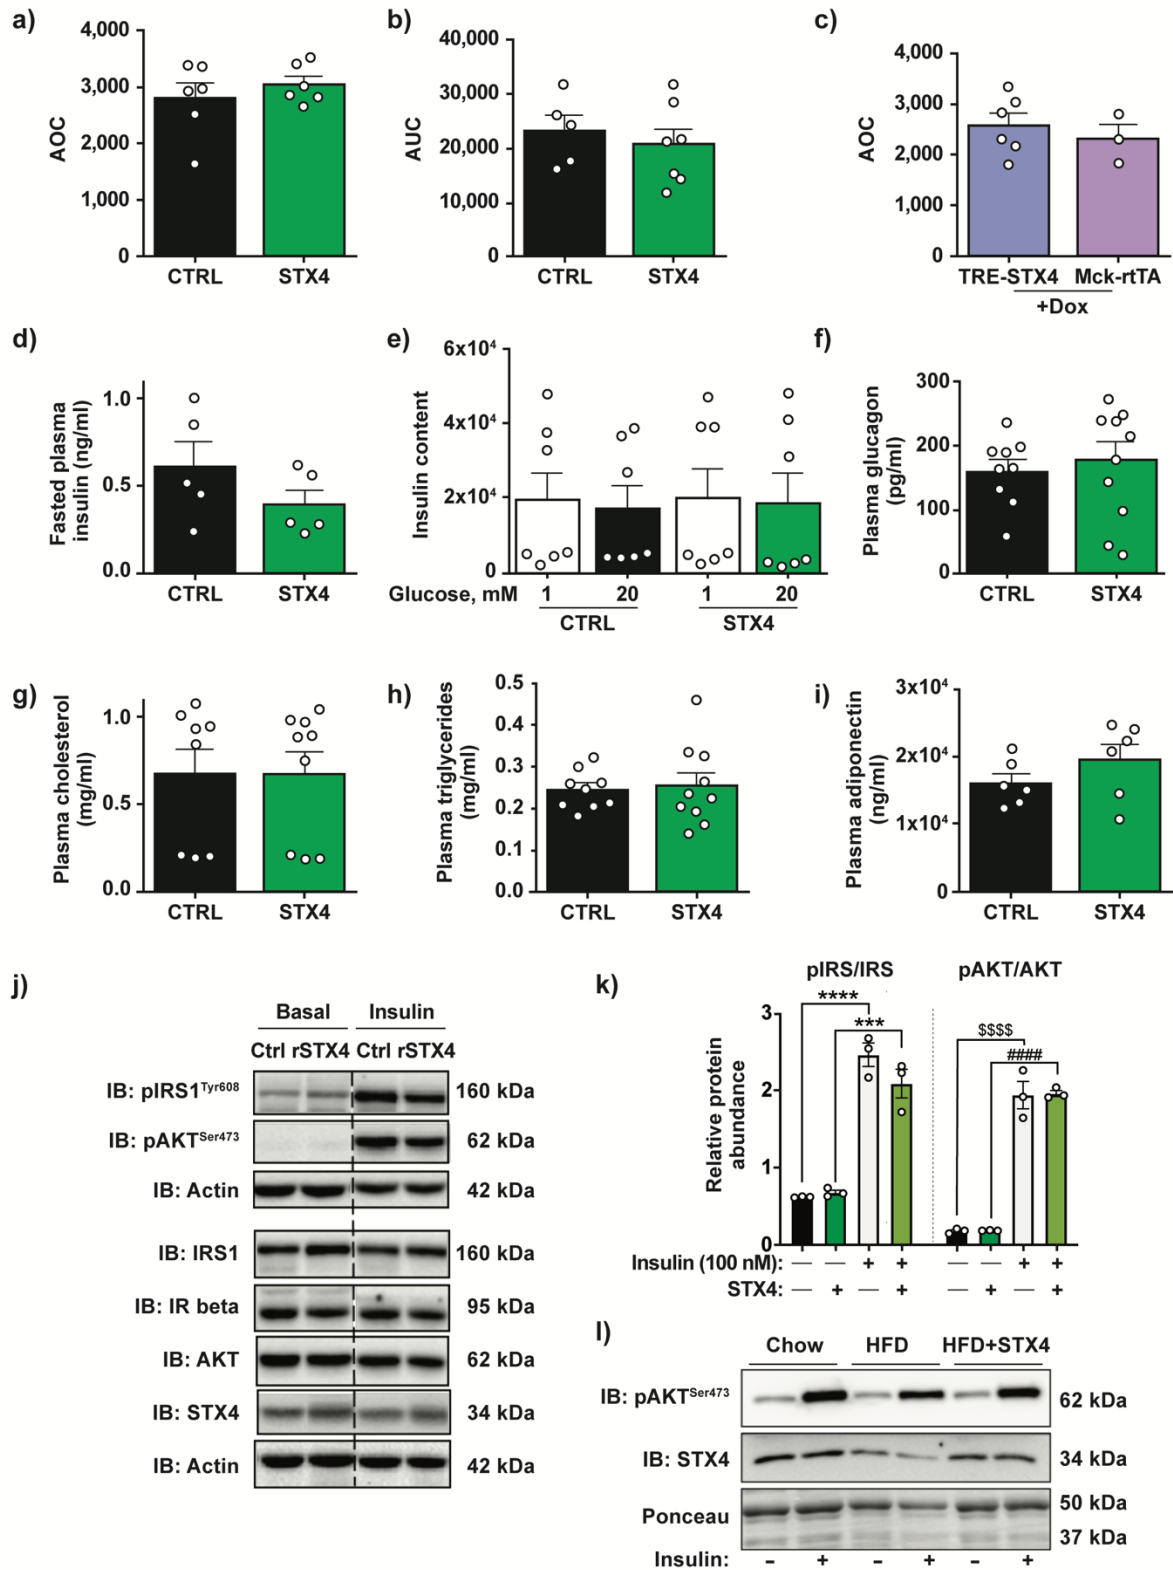 a)
AOC
4,000
3,000
2,000
1,000
0
CTRL
STX4
b)
AUC
40,000
30,000
20,000
10,000
0
CTRL
STX4
c)
AOC
4,000
3,000
2,000
1,000
0
TRE-STX4
Mck-rtTA
+Dox
d)
Fasted plasma
insulin (ng/ml)
1.0
0.5
0.0
CTRL
STX4
e)
Insulin content
6x10⁴
4x10⁴
2x10⁴
0
Glucose, mM
1
20
1
20
CTRL
STX4
f)
Plasma glucagon
(pg/ml)
300
200
100
0
CTRL
STX4
g)
Plasma cholesterol
(mg/ml)
1.0
0.5
0.0
CTRL
STX4
h)
Plasma triglycerides
(mg/ml)
0.5
0.4
0.3
0.2
0.1
0.0
CTRL
STX4
i)
Plasma adiponectin
(ng/ml)
3x10⁴
2x10⁴
1x10⁴
0
CTRL
STX4
j)
Basal
Insulin
Ctrl rSTX4
Ctrl rSTX4
IB: pIRS1Tyr608
160 kDa
IB: pAKTSer473
62 kDa
IB: Actin
42 kDa
IB: IRS1
160 kDa
IB: IR beta
95 kDa
IB: AKT
62 kDa
IB: STX4
34 kDa
IB: Actin
42 kDa
k)
pIRS/IRS
pAKT/AKT
Relative protein
abundance
3
2
1
0
****
***
$$$$
####
Insulin (100 nM): — — + + — — + +
STX4: — + — + — + — +
l)
Chow
HFD
HFD+STX4
IB: pAKTSer473
62 kDa
IB: STX4
34 kDa
Ponceau
50 kDa
37 kDa
Insulin: – + – + – +